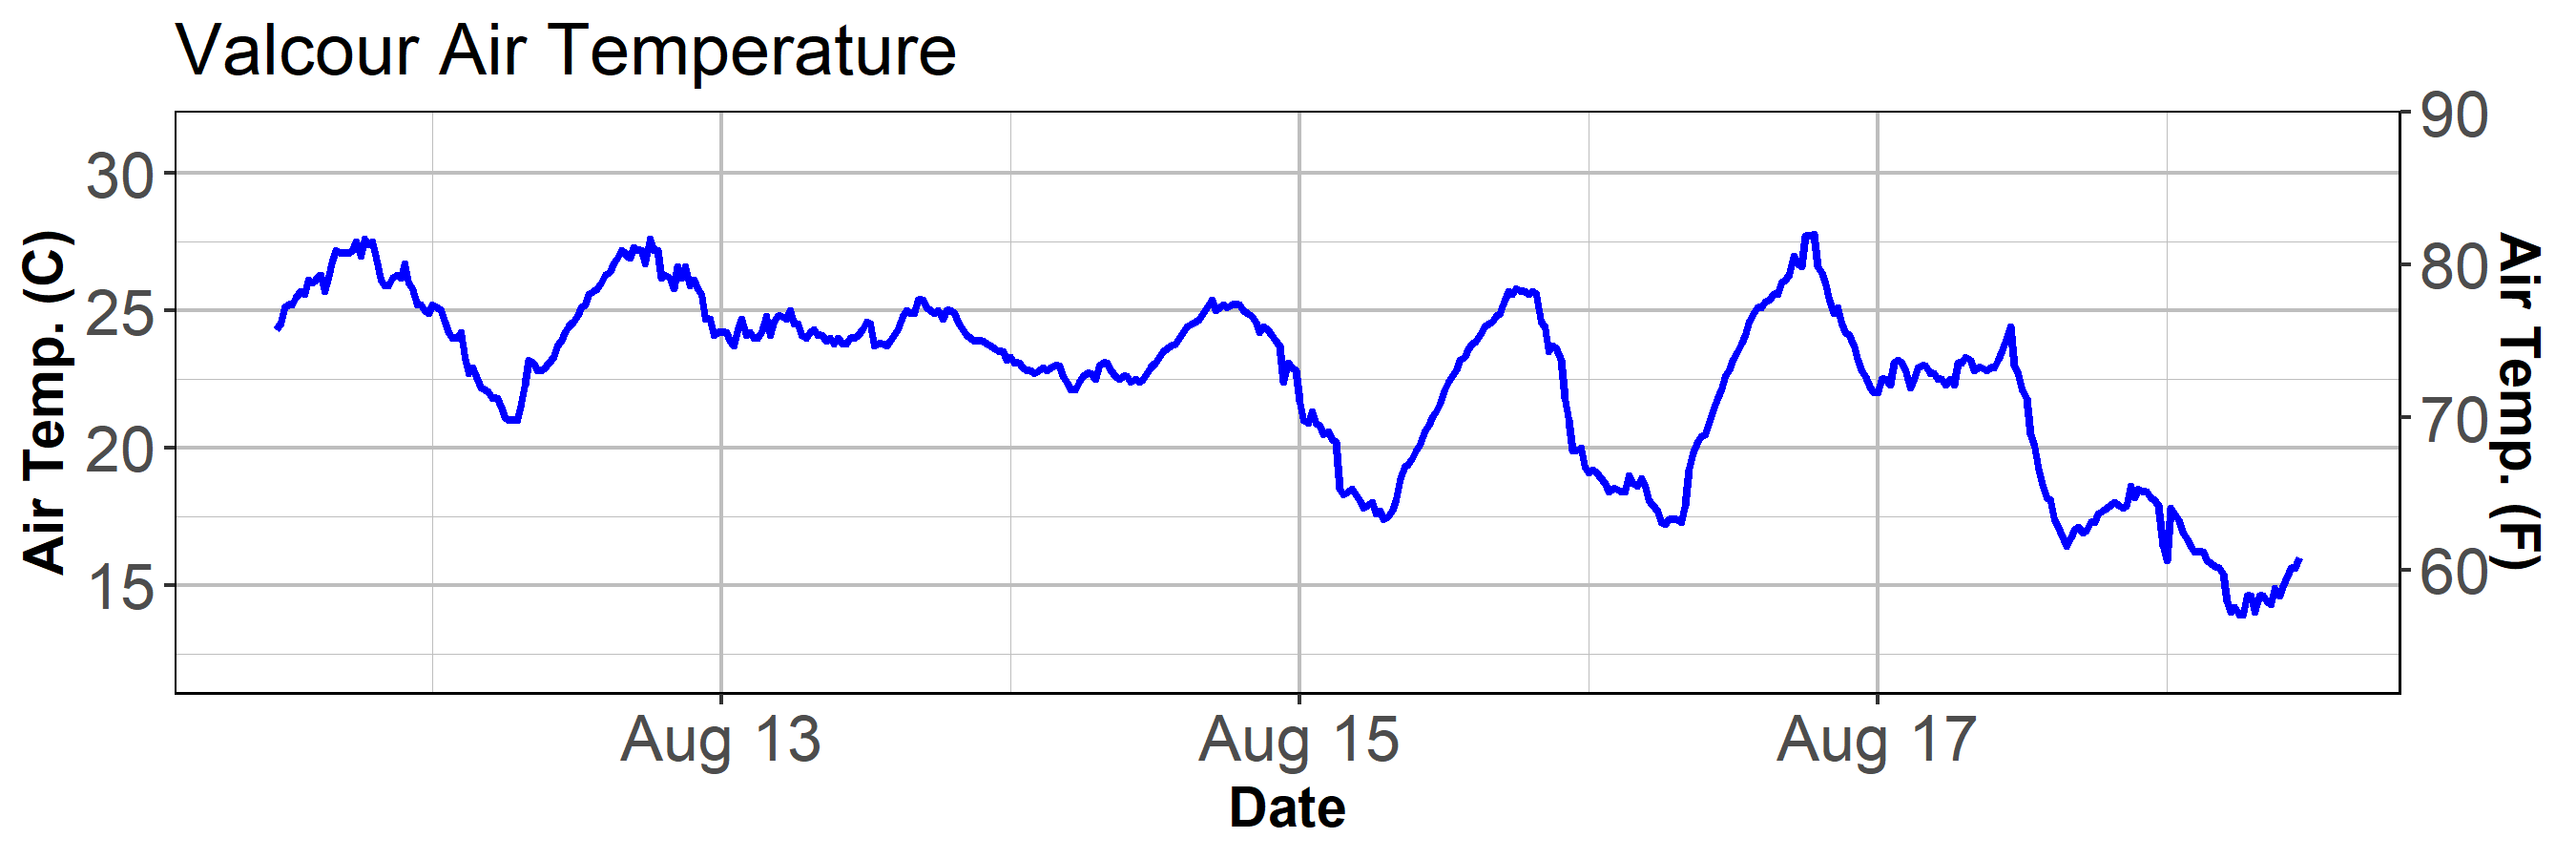 Valcour Air Temperature
Air Temp. (C)
30
25
20
15
90
80
70
60
Air Temp. (F)
Aug 13
Aug 15
Aug 17
Date